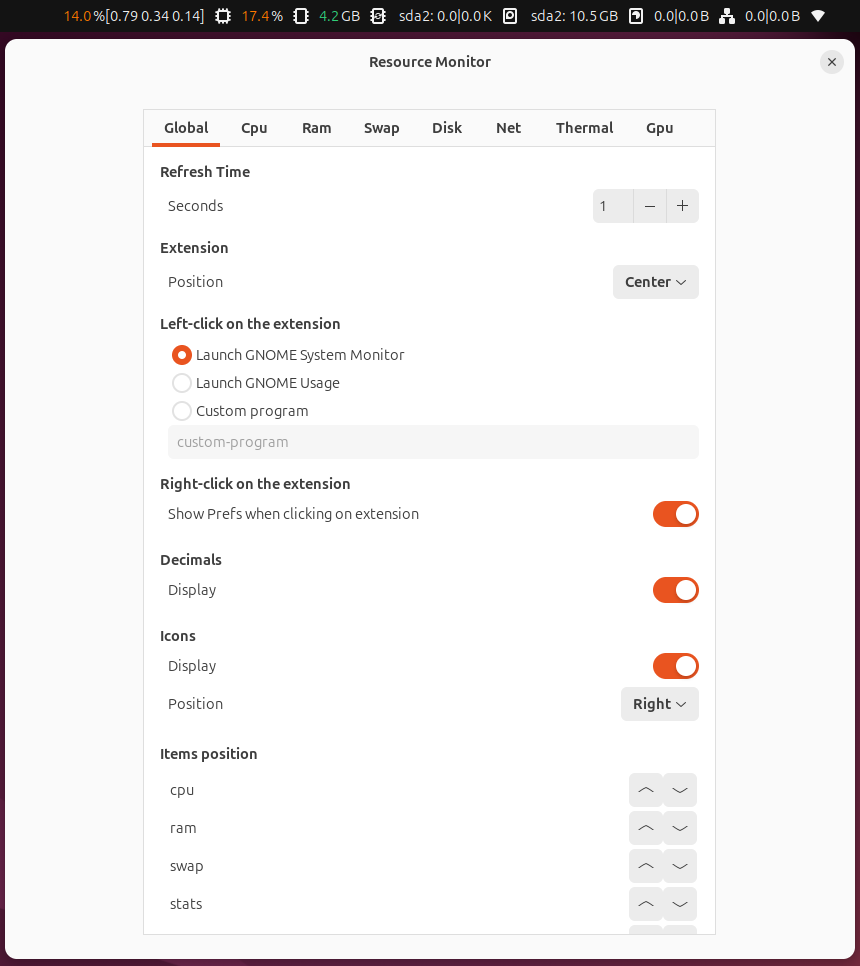 14.0 %[0.79 0.34 0.14] 17.4 % 4.2 GB sda2: 0.0|0.0 K sda2: 10.5 GB 0.0|0.0 B 0.0|0.0 B
Resource Monitor
Global Cpu Ram Swap Disk Net Thermal Gpu
Refresh Time
Seconds 1 − +
Extension
Position Center
Left-click on the extension
Launch GNOME System Monitor
Launch GNOME Usage
Custom program
custom-program
Right-click on the extension
Show Prefs when clicking on extension
Decimals
Display
Icons
Display
Position Right
Items position
cpu
ram
swap
stats